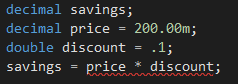 decimal savings;
decimal price = 200.00m;
double discount = .1;
savings = price * discount;